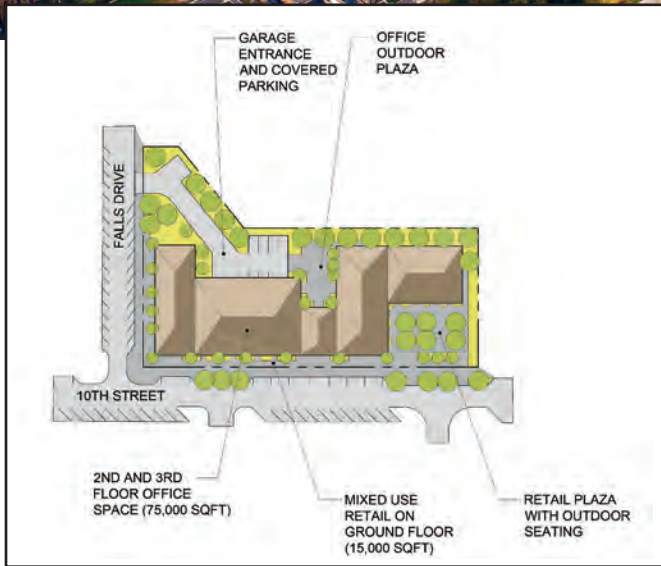 GARAGE
ENTRANCE
AND COVERED
PARKING
OFFICE
OUTDOOR
PLAZA
FALLS DRIVE
10TH STREET
2ND AND 3RD
FLOOR OFFICE
SPACE (75,000 SQFT)
MIXED USE
RETAIL ON
GROUND FLOOR
(15,000 SQFT)
RETAIL PLAZA
WITH OUTDOOR
SEATING